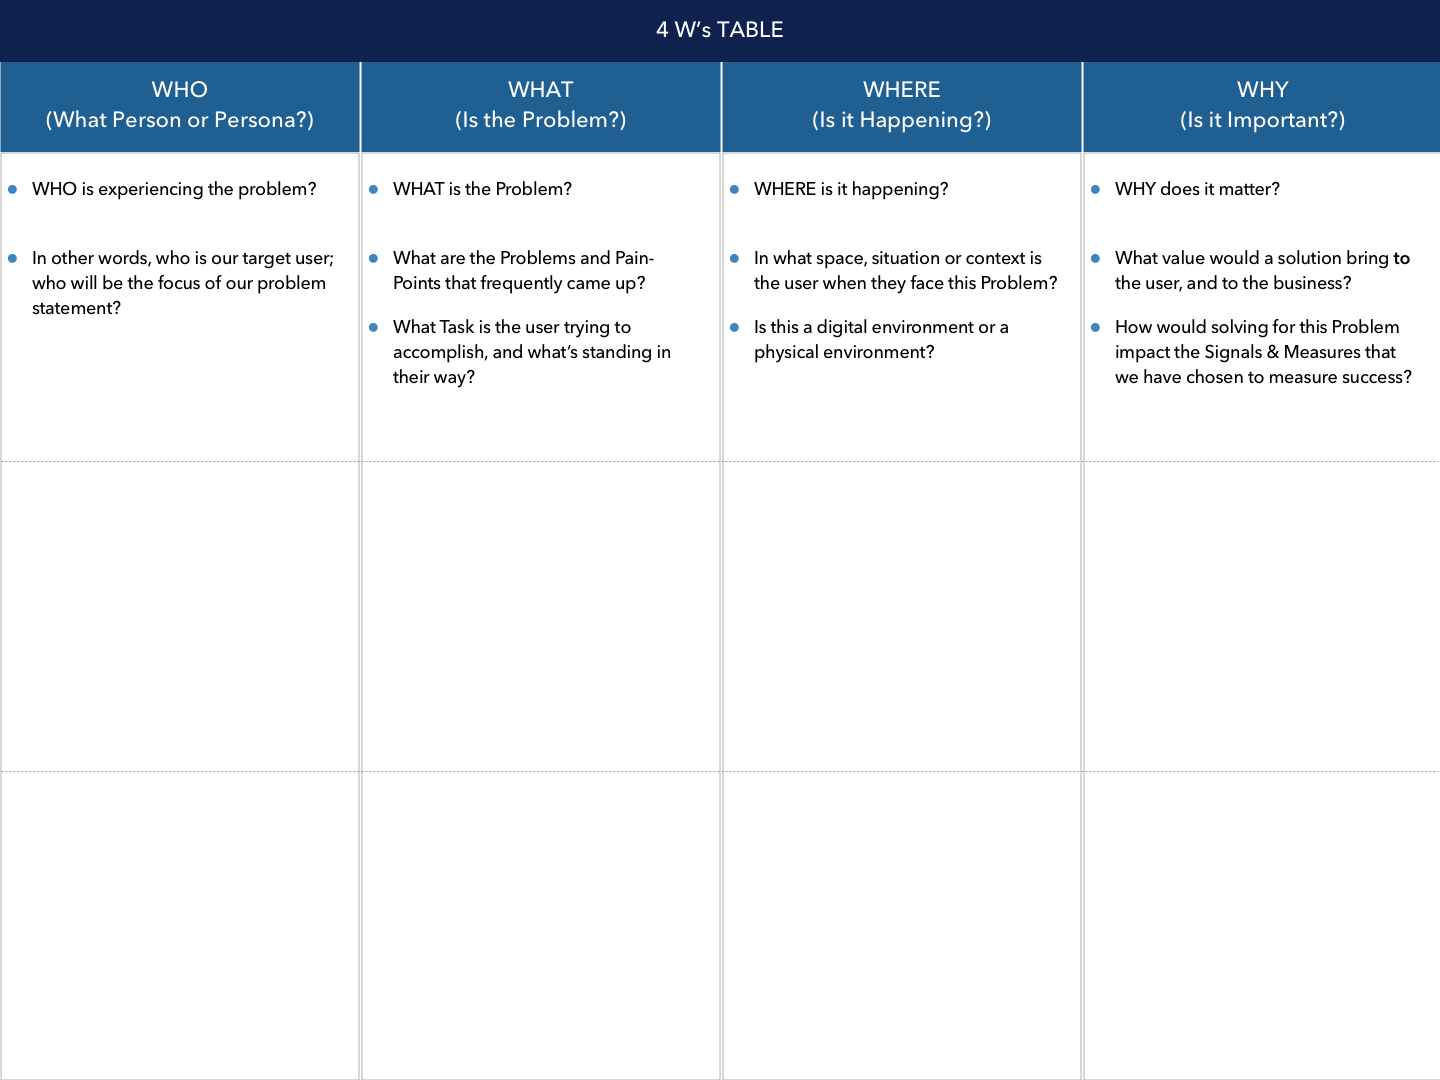 4 W’s TABLE
WHO
(What Person or Persona?)
WHAT
(Is the Problem?)
WHERE
(Is it Happening?)
WHY
(Is it Important?)
WHO is experiencing the problem?
In other words, who is our target user;
who will be the focus of our problem
statement?
WHAT is the Problem?
What are the Problems and Pain-
Points that frequently came up?
What Task is the user trying to
accomplish, and what’s standing in
their way?
WHERE is it happening?
In what space, situation or context is
the user when they face this Problem?
Is this a digital environment or a
physical environment?
WHY does it matter?
What value would a solution bring to
the user, and to the business?
How would solving for this Problem
impact the Signals & Measures that
we have chosen to measure success?